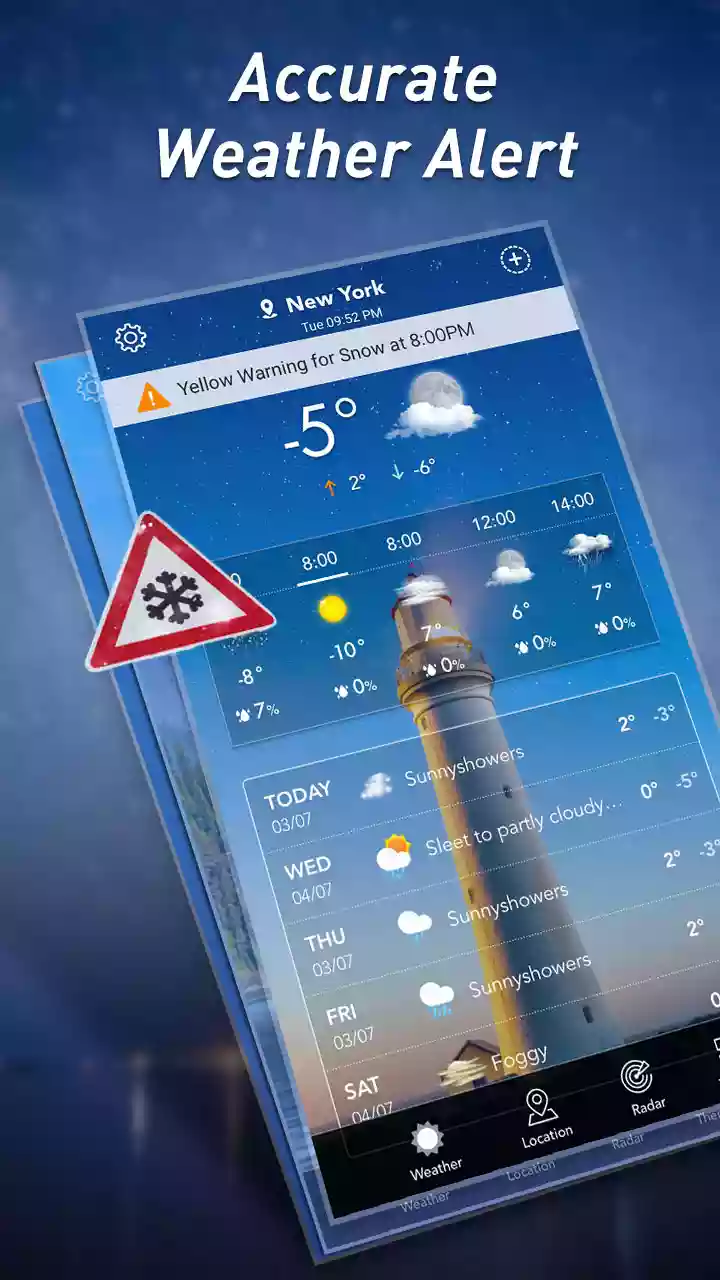 Accurate
Weather Alert
New York
Tue 09:52 PM
Yellow Warning for Snow at 8:00PM
-5°
2° -6°
0 8:00 8:00 12:00 14:00
-8° -10° 7° 6° 7°
7% 0% 0% 0% 0%
TODAY Sunnyshowers 2° -3°
03/07
WED Sleet to partly cloudy... 0° -5°
04/07
THU Sunnyshowers 2° -3°
03/07
FRI Sunnyshowers 2°
03/07
SAT Foggy 0
04/07
Weather Location Radar
Weather Location Radar The